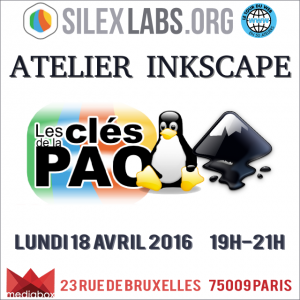 SILEXLABS.ORG
ATELIER INKSCAPE
Les clés
de la
PAO
LUNDI 18 AVRIL 2016 19H-21H
23 RUE DE BRUXELLES 75009 PARIS
mediabox